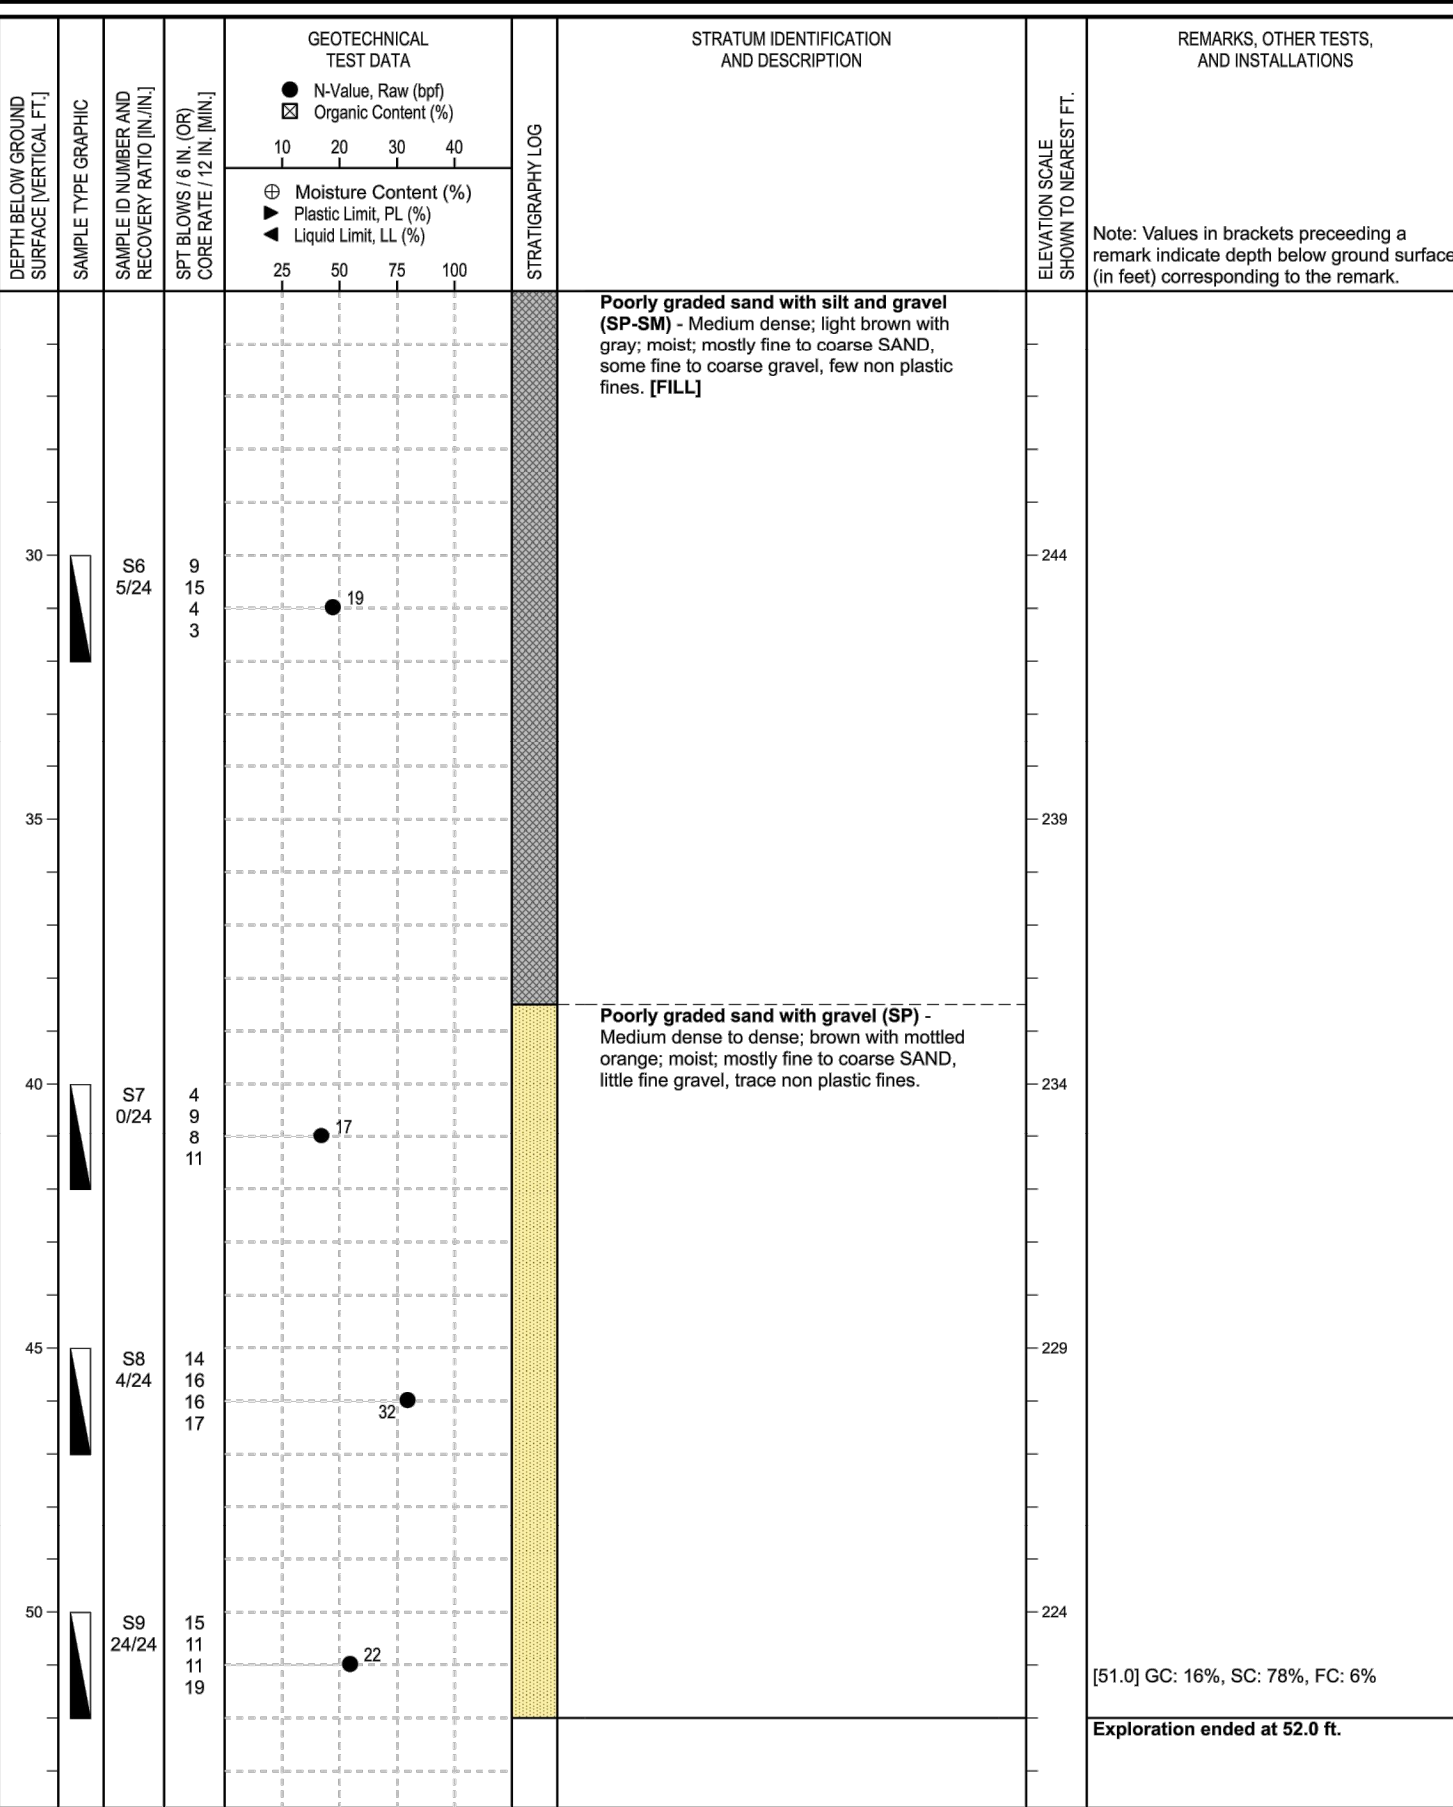 DEPTH BELOW GROUND
SURFACE [VERTICAL FT.]
SAMPLE TYPE GRAPHIC
SAMPLE ID NUMBER AND
RECOVERY RATIO [IN./IN.]
SPT BLOWS / 6 IN. (OR)
CORE RATE / 12 IN. [MIN.]
GEOTECHNICAL
TEST DATA
N-Value, Raw (bpf)
Organic Content (%)
10 20 30 40
Moisture Content (%)
Plastic Limit, PL (%)
Liquid Limit, LL (%)
25 50 75 100
STRATIGRAPHY LOG
STRATUM IDENTIFICATION
AND DESCRIPTION
ELEVATION SCALE
SHOWN TO NEAREST FT.
REMARKS, OTHER TESTS,
AND INSTALLATIONS
Note: Values in brackets preceeding a
remark indicate depth below ground surface
(in feet) corresponding to the remark.
Poorly graded sand with silt and gravel
(SP-SM) - Medium dense; light brown with
gray; moist; mostly fine to coarse SAND,
some fine to coarse gravel, few non plastic
fines. [FILL]
30
S6
5/24
9
15
4
3
19
244
35
239
Poorly graded sand with gravel (SP) -
Medium dense to dense; brown with mottled
orange; moist; mostly fine to coarse SAND,
little fine gravel, trace non plastic fines.
40
S7
0/24
4
9
8
11
17
234
45
S8
4/24
14
16
16
17
32
229
50
S9
24/24
15
11
11
19
22
224
[51.0] GC: 16%, SC: 78%, FC: 6%
Exploration ended at 52.0 ft.